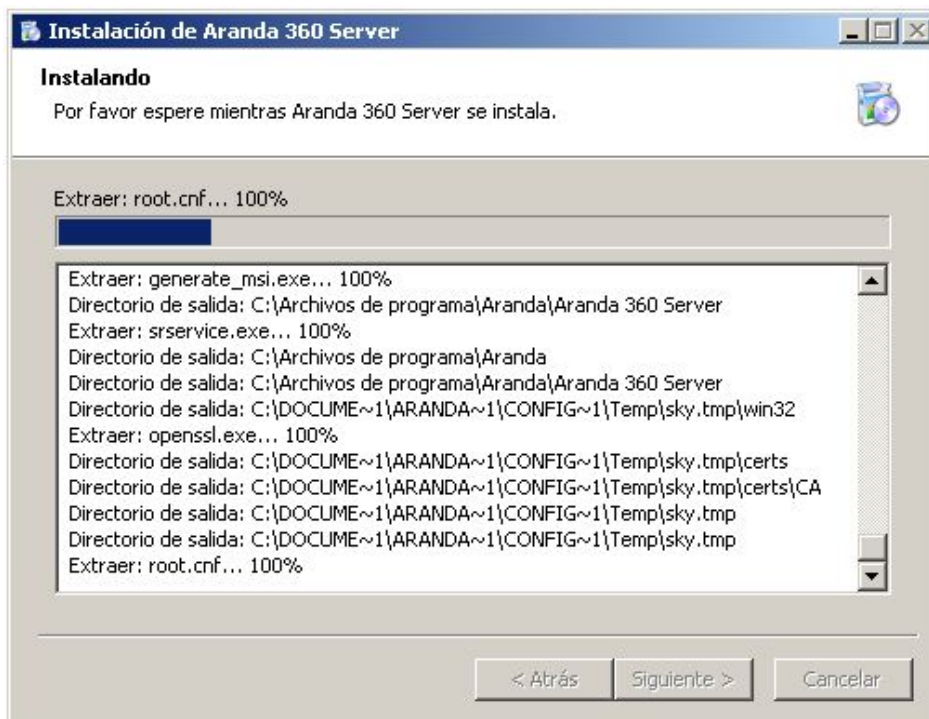 Instalación de Aranda 360 Server
Instalando
Por favor espere mientras Aranda 360 Server se instala.
Extraer: root.cnf... 100%
Extraer: generate_msi.exe... 100%
Directorio de salida: C:\Archivos de programa\Aranda\Aranda 360 Server
Extraer: srservice.exe... 100%
Directorio de salida: C:\Archivos de programa\Aranda
Directorio de salida: C:\Archivos de programa\Aranda\Aranda 360 Server
Directorio de salida: C:\DOCUME~1\ARANDA~1\CONFIG~1\Temp\sky.tmp\win32
Extraer: openssl.exe... 100%
Directorio de salida: C:\DOCUME~1\ARANDA~1\CONFIG~1\Temp\sky.tmp\certs
Directorio de salida: C:\DOCUME~1\ARANDA~1\CONFIG~1\Temp\sky.tmp\certs\CA
Directorio de salida: C:\DOCUME~1\ARANDA~1\CONFIG~1\Temp\sky.tmp
Directorio de salida: C:\DOCUME~1\ARANDA~1\CONFIG~1\Temp\sky.tmp
Extraer: root.cnf... 100%
< Atrás Siguiente > Cancelar